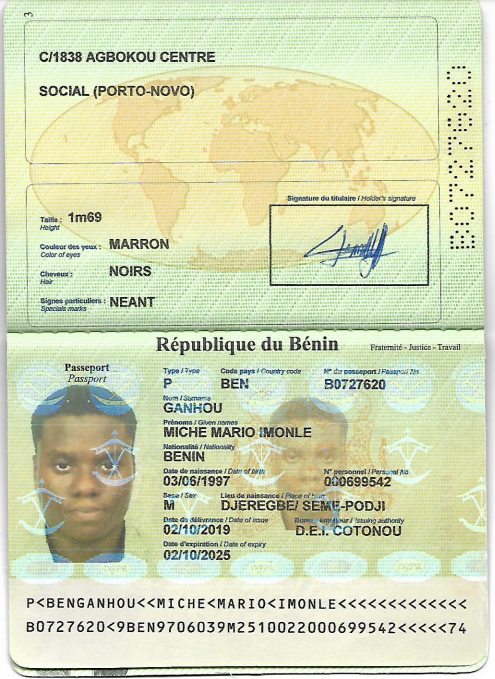 3
C/1838 AGBOKOU CENTRE
SOCIAL (PORTO-NOVO)
B0727620
Signature du titulaire / Holder's signature
Taille : 1m69
Height
Couleur des yeux : MARRON
Color of eyes
Cheveux : NOIRS
Hair
Signes particuliers : NEANT
Specials marks
République du Bénin
Fraternité - Justice - Travail
Passeport
Passport
Type / Type
Code pays / Country code
N° du passeport / Passport No
P
BEN
B0727620
Nom / Surname
GANHOU
Prénoms / Given names
MICHE MARIO IMONLE
Nationalité / Nationality
BENIN
Date de naissance / Date of birth
N° personnel / Personal No
03/06/1997
000699542
Sexe / Sex
Lieu de naissance / Place of birth
M
DJEREGBE/ SEME-PODJI
Date de délivrance / Date of issue
/ Issuing authority
02/10/2019
D.E.I. COTONOU
Date d'expiration / Date of expiry
02/10/2025
P<BENGANHOU<<MICHE<MARIO<IMONLE<<<<<<<<<<<<<
B0727620<9BEN9706039M2510022000699542<<<<<74